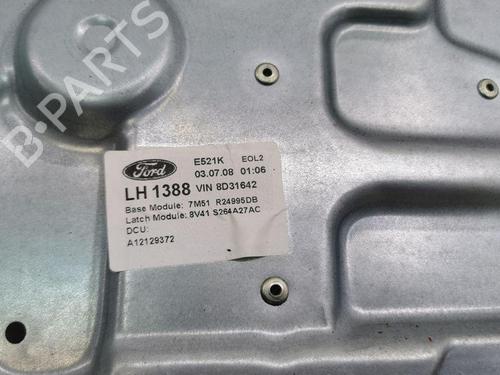 B-PARTS
Ford
E521K EOL2
03.07.08 01:06
LH 1388 VIN 8D31642
Base Module: 7M51 R24995DB
Latch Module: 8V41 S264A27AC
DCU:
A12129372